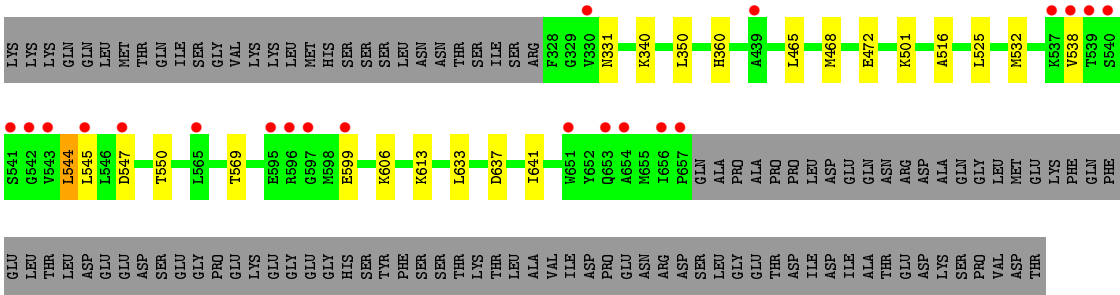 LYS LYS LYS GLN GLN LEU MET THR GLN ILE SER GLY VAL LYS LYS LEU MET HIS SER SER SER SER LEU ASN ASN THR SER ILE SER ARG F328 G329 V330 N331 K340 L350 H360 A439 L465 M468 E472 K501 A516 L525 M532 K537 V538 T539 S540
S541 G542 V543 L544 L545 L546 D547 T550 L565 T569 E595 R596 G597 M598 E599 K606 K613 L633 D637 I641 W651 Y652 Q653 A654 M655 I656 P657 GLN ALA PRO ALA PRO PRO LEU ASP GLU GLN ASN ARG ASP ALA GLN GLY LEU MET GLU LYS PHE GLN PHE
GLU LEU THR LEU ASP GLU GLU ASP SER GLU GLY PRO GLU LYS GLU GLY GLU GLY HIS SER TYR PHE SER SER THR LYS THR LEU ALA VAL ILE ASP PRO GLU ASN ARG ASP SER LEU GLY GLU THR ASP ILE ASP ILE ALA THR GLU ASP LYS SER PRO VAL ASP THR